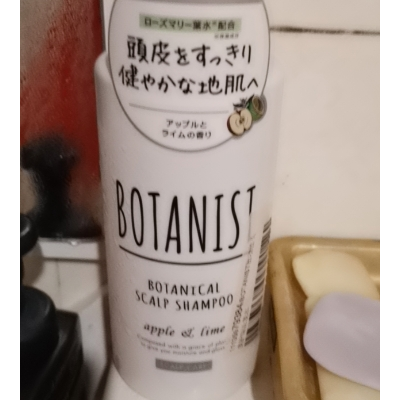 ローズマリー葉水*配合
頭皮をすっきり
健やかな地肌へ
アップルと
ライムの香り
BOTANIST
BOTANICAL
SCALP SHAMPOO
apple & lime